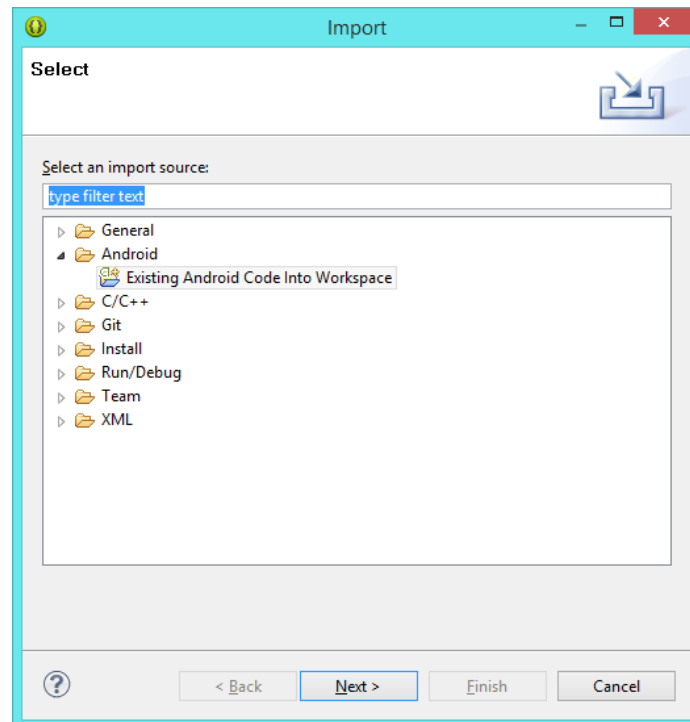 Import
Select
Select an import source:
type filter text
General
Android
Existing Android Code Into Workspace
C/C++
Git
Install
Run/Debug
Team
XML
?
< Back
Next >
Finish
Cancel